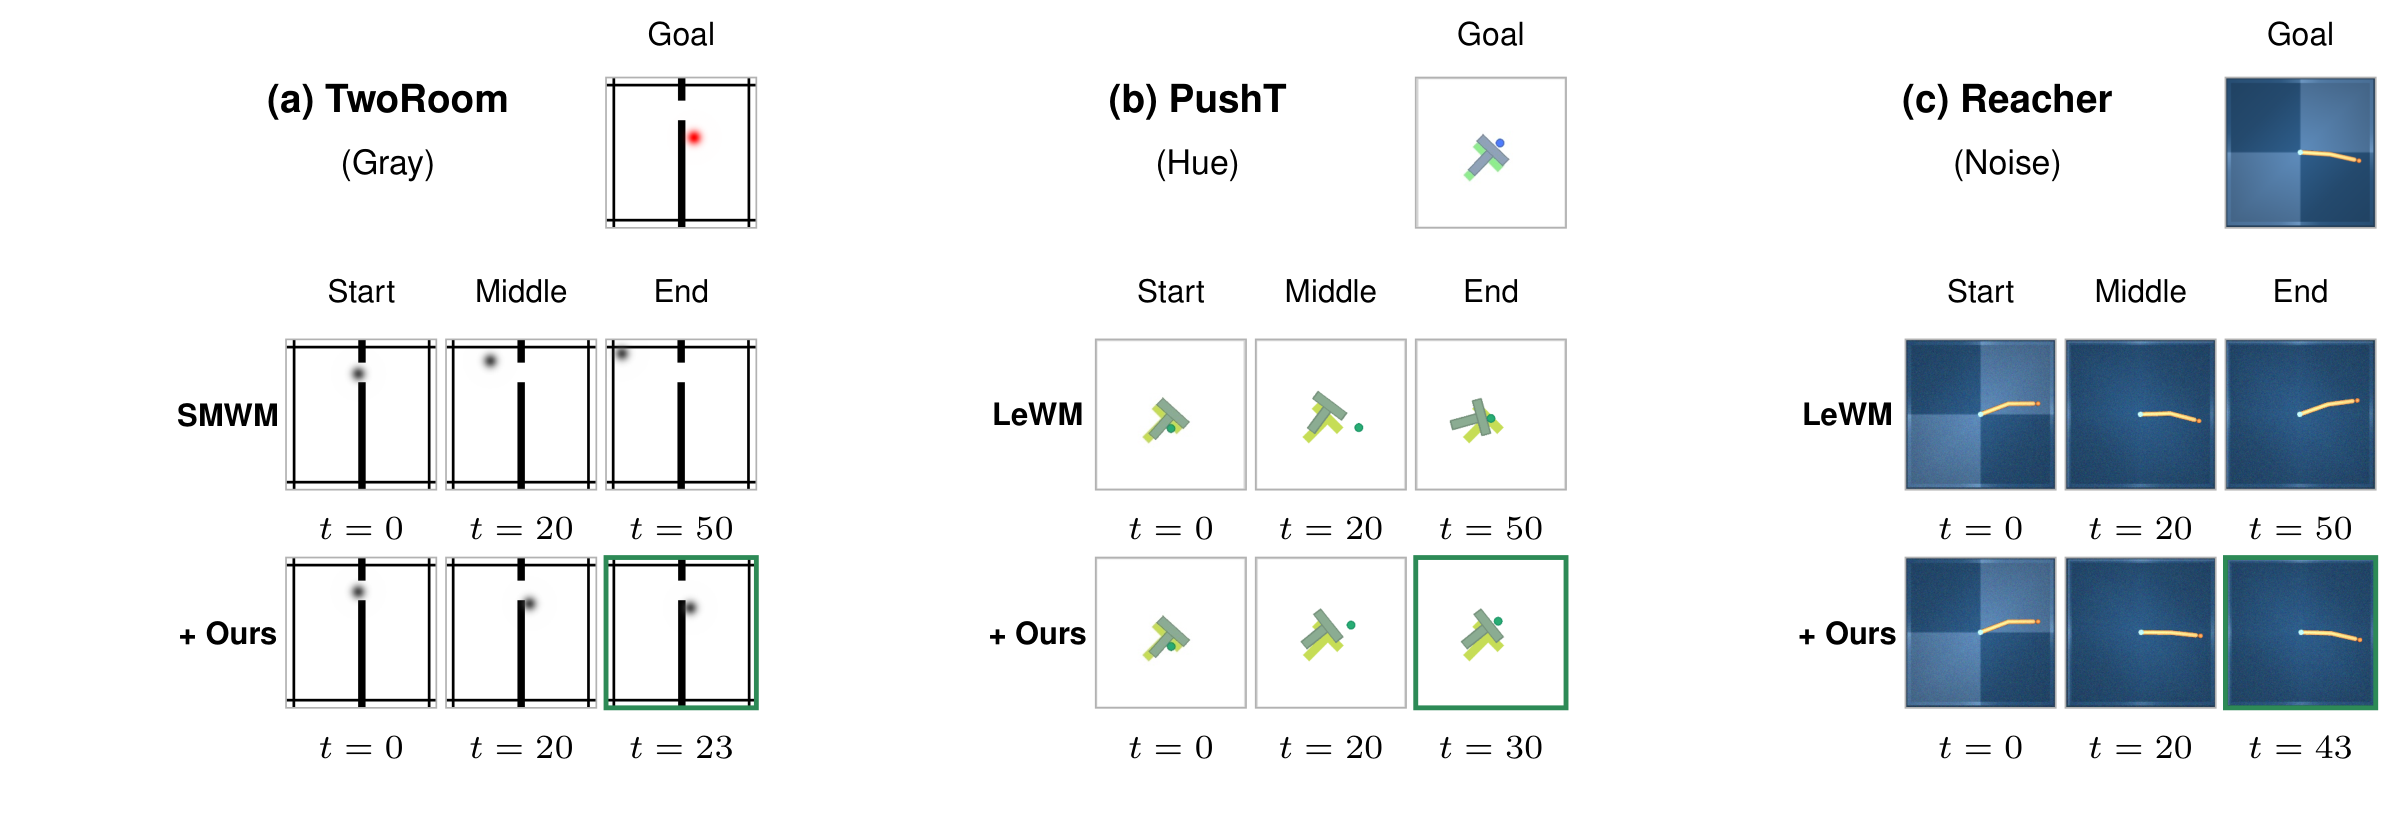 Goal
(a) TwoRoom
(Gray)
Start Middle End
SMWM
t = 0 t = 20 t = 50
+ Ours
t = 0 t = 20 t = 23
Goal
(b) PushT
(Hue)
Start Middle End
LeWM
t = 0 t = 20 t = 50
+ Ours
t = 0 t = 20 t = 30
Goal
(c) Reacher
(Noise)
Start Middle End
LeWM
t = 0 t = 20 t = 50
+ Ours
t = 0 t = 20 t = 43